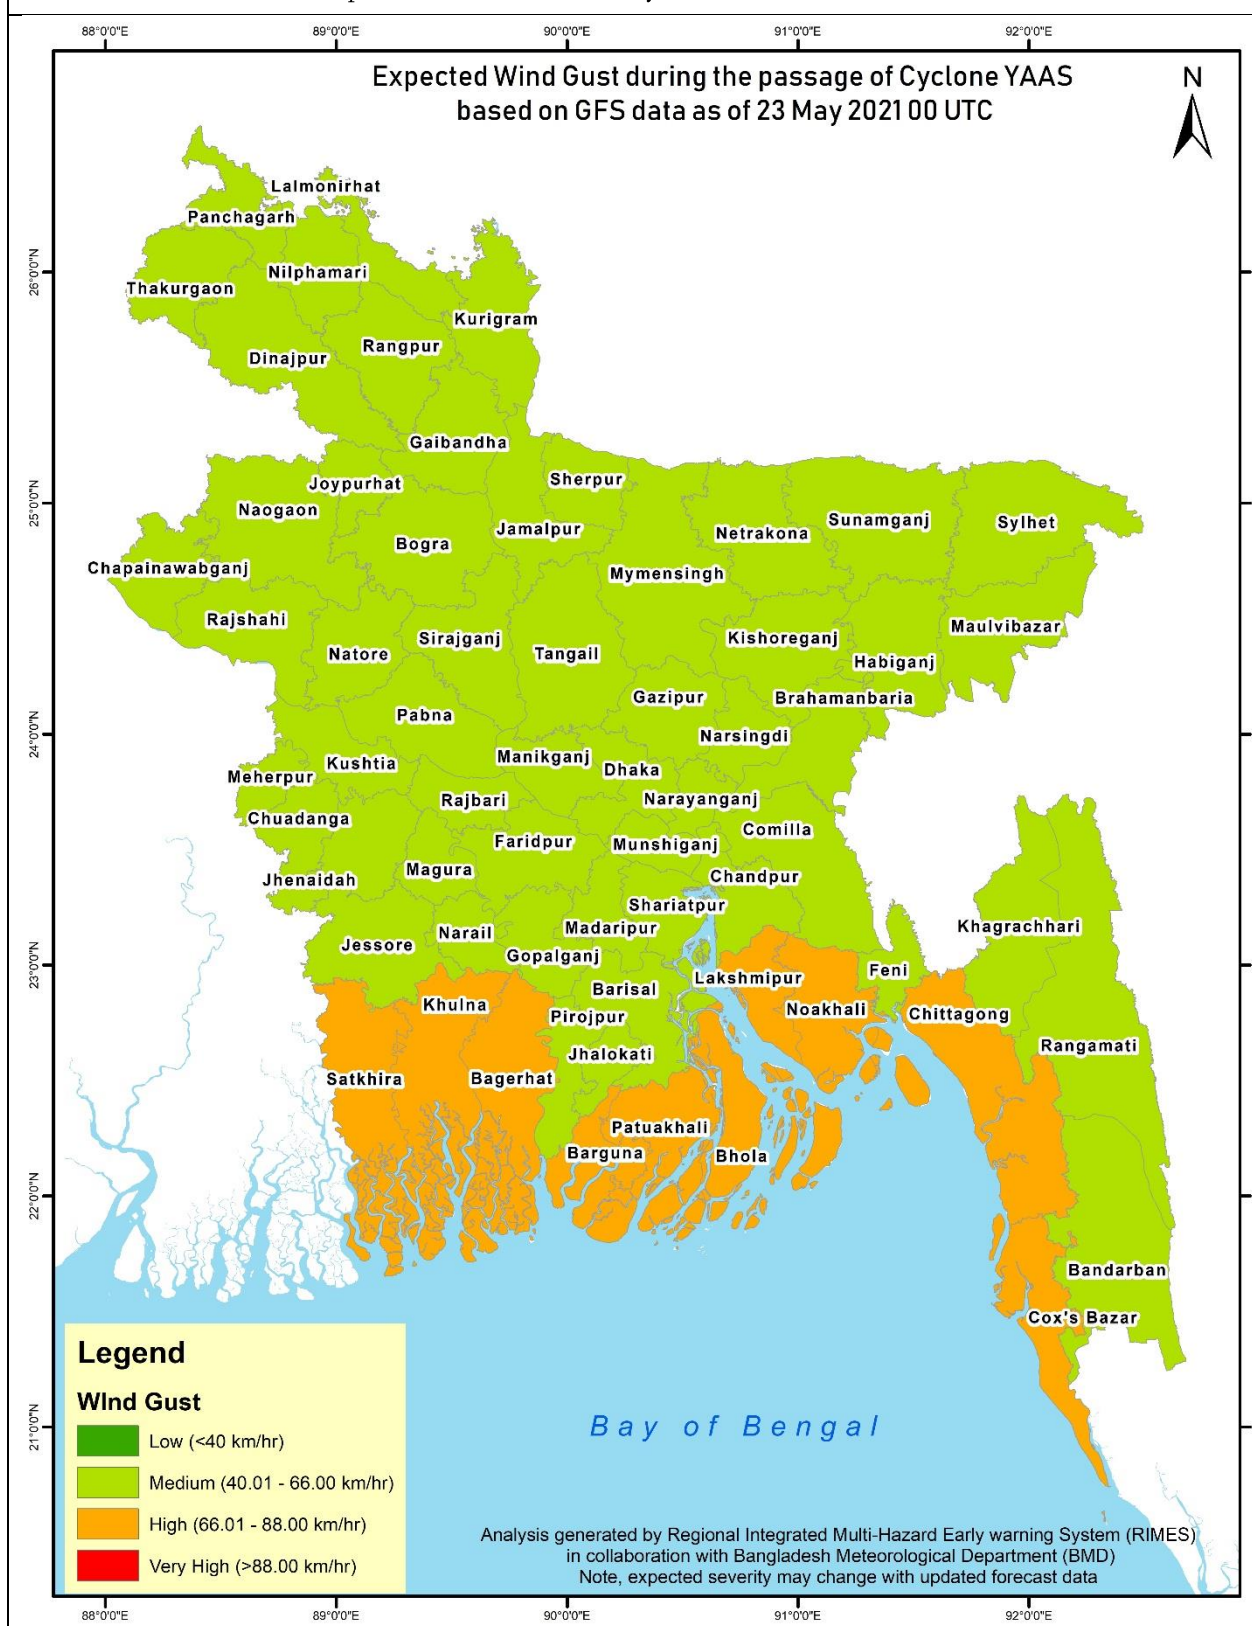 88°0'0"E 89°0'0"E 90°0'0"E 91°0'0"E 92°0'0"E
Expected Wind Gust during the passage of Cyclone YAAS
based on GFS data as of 23 May 2021 00 UTC
N
26°0'0"N
25°0'0"N
24°0'0"N
23°0'0"N
22°0'0"N
21°0'0"N
Lalmonirhat
Panchagarh
Nilphamari
Thakurgaon
Kurigram
Rangpur
Dinajpur
Gaibandha
Sherpur
Joypurhat
Naogaon
Sunamganj
Sylhet
Jamalpur
Netrakona
Bogra
Chapainawabganj
Mymensingh
Rajshahi
Maulvibazar
Sirajganj
Kishoreganj
Natore
Tangail
Habiganj
Gazipur
Brahamanbaria
Pabna
Narsingdi
Manikganj
Kushtia
Dhaka
Meherpur
Rajbari
Narayanganj
Chuadanga
Comilla
Faridpur
Munshiganj
Magura
Chandpur
Jhenaidah
Shariatpur
Khagrachhari
Madaripur
Narail
Jessore
Gopalganj
Feni
Lakshmipur
Barisal
Khulna
Noakhali
Chittagong
Pirojpur
Rangamati
Jhalokati
Satkhira
Bagerhat
Patuakhali
Barguna
Bhola
Bandarban
Cox's Bazar
Legend
WInd Gust
Low (<40 km/hr)
Medium (40.01 - 66.00 km/hr)
High (66.01 - 88.00 km/hr)
Very High (>88.00 km/hr)
Bay of Bengal
Analysis generated by Regional Integrated Multi-Hazard Early warning System (RIMES)
in collaboration with Bangladesh Meteorological Department (BMD)
Note, expected severity may change with updated forecast data
88°0'0"E 89°0'0"E 90°0'0"E 91°0'0"E 92°0'0"E